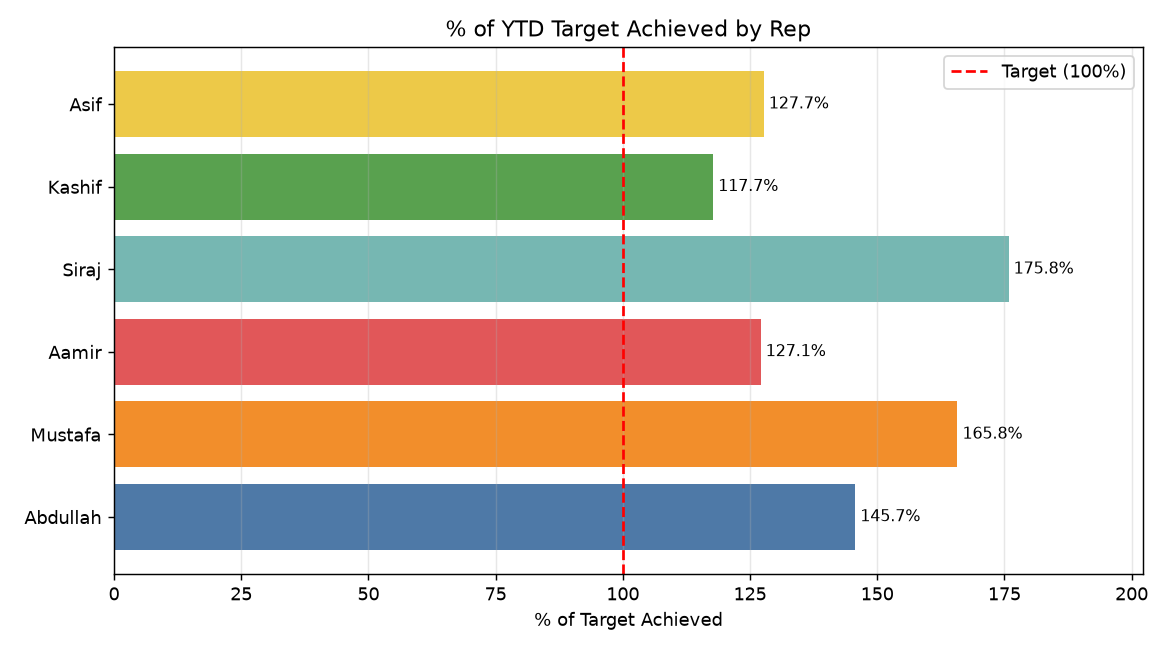 % of YTD Target Achieved by Rep
Target (100%)
Asif
127.7%
Kashif
117.7%
Siraj
175.8%
Aamir
127.1%
Mustafa
165.8%
Abdullah
145.7%
0 25 50 75 100 125 150 175 200
% of Target Achieved